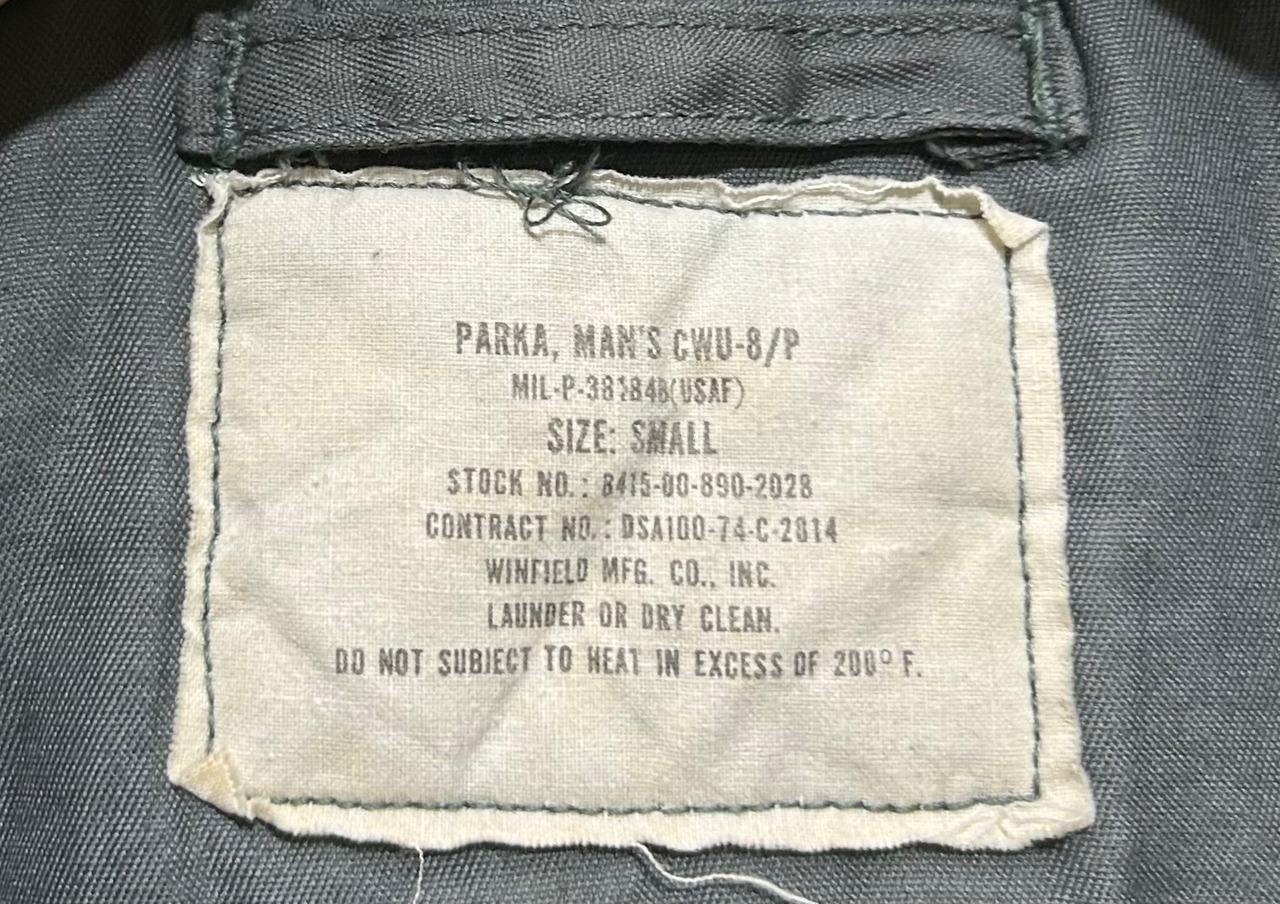 PARKA, MAN'S CWU-8/P
MIL-P-38184B(USAF)
SIZE: SMALL
STOCK NO.: 8415-00-890-2028
CONTRACT NO.: DSA100-74-C-2814
WINFIELD MFG. CO., INC.
LAUNDER OR DRY CLEAN.
DO NOT SUBJECT TO HEAT IN EXCESS OF 200° F.